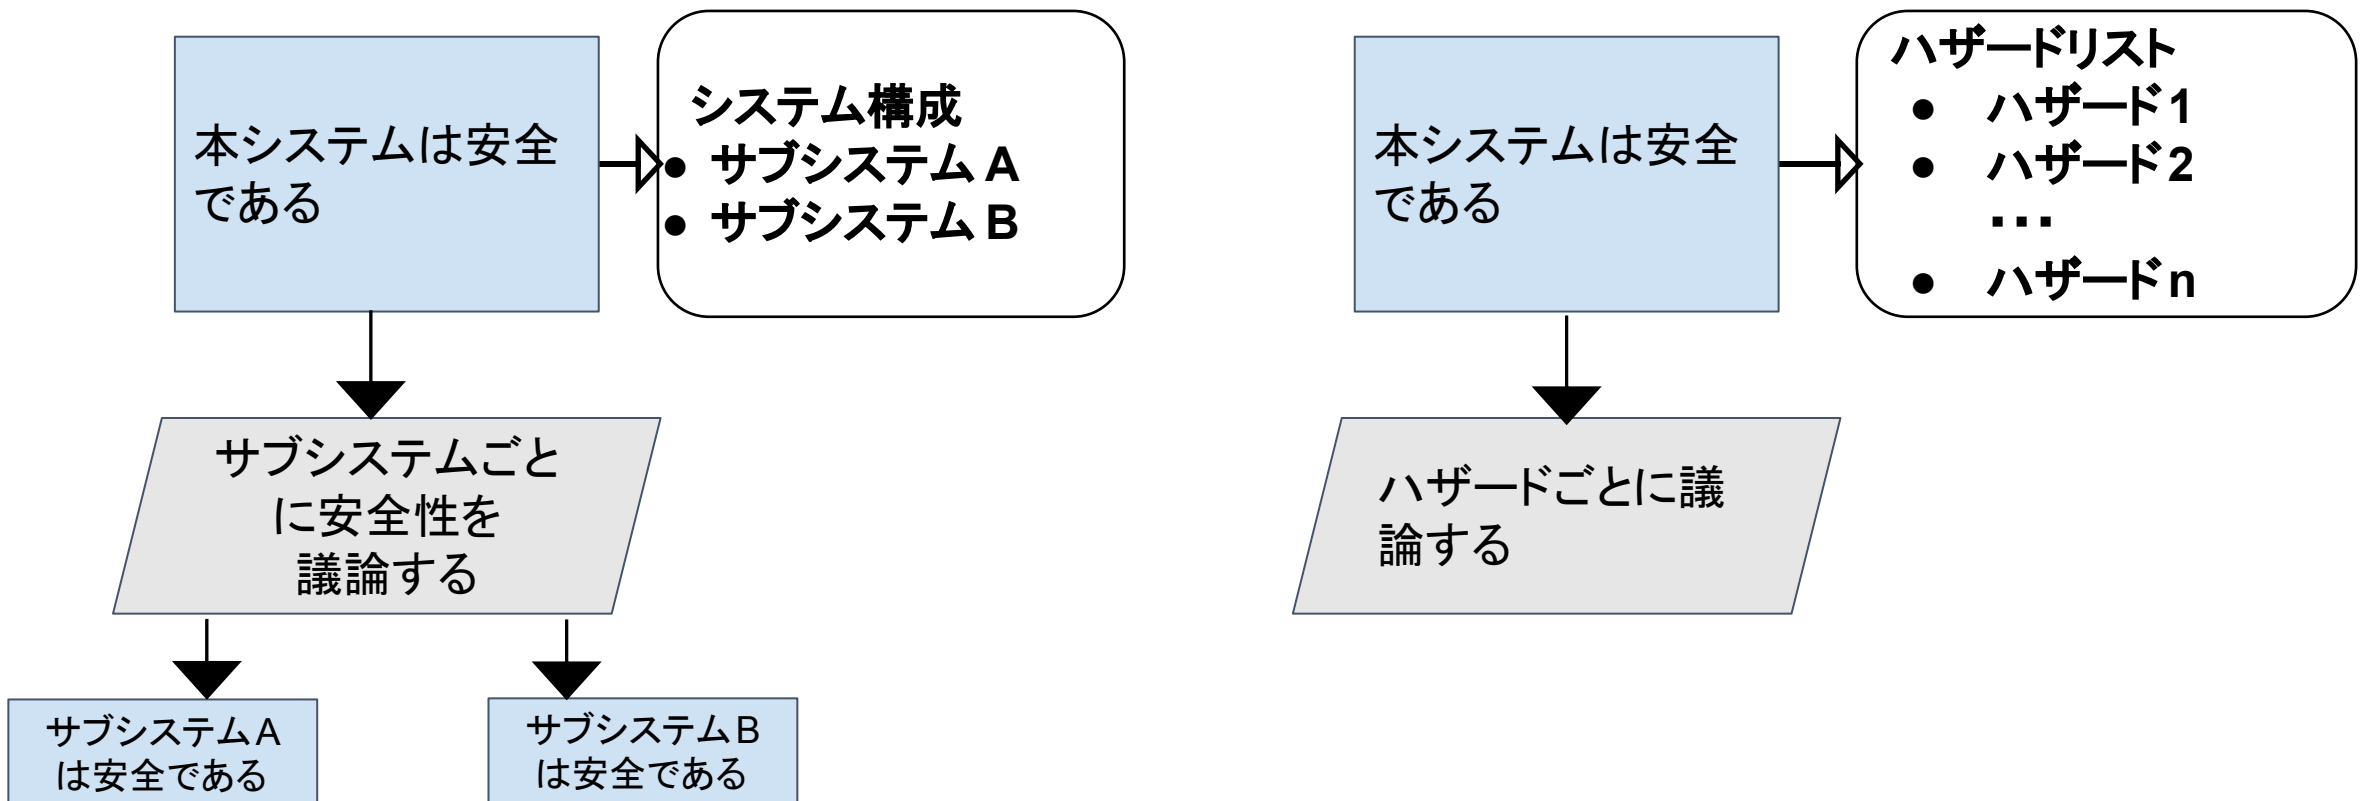 本システムは安全
である
システム構成
● サブシステム A
● サブシステム B
サブシステムごと
に安全性を
議論する
サブシステムA
は安全である
サブシステムB
は安全である
本システムは安全
である
ハザードリスト
● ハザード1
● ハザード2
…
● ハザードn
ハザードごとに議
論する